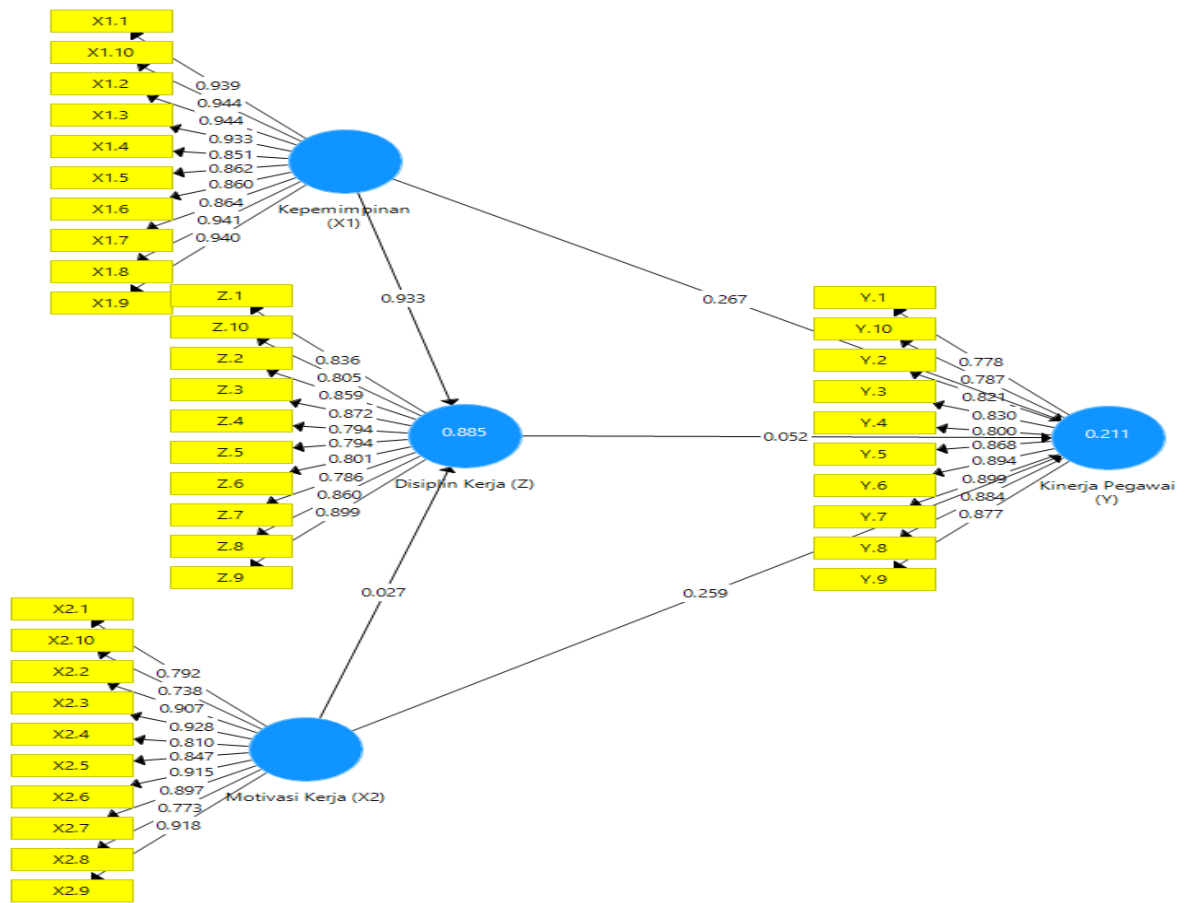 X1.1
X1.10
X1.2
X1.3
X1.4
X1.5
X1.6
X1.7
X1.8
X1.9
0.939
0.944
0.944
0.933
0.851
0.862
0.860
0.864
0.941
0.940
Kepemimpinan
(X1)
0.933
0.267
Z.1
Z.10
Z.2
Z.3
Z.4
Z.5
Z.6
Z.7
Z.8
Z.9
0.836
0.805
0.859
0.872
0.794
0.794
0.801
0.786
0.860
0.899
0.885
Disiplin Kerja (Z)
0.052
0.027
0.259
Y.1
Y.10
Y.2
Y.3
Y.4
Y.5
Y.6
Y.7
Y.8
Y.9
0.778
0.787
0.821
0.830
0.800
0.868
0.894
0.899
0.884
0.877
0.211
Kinerja Pegawai
(Y)
X2.1
X2.10
X2.2
X2.3
X2.4
X2.5
X2.6
X2.7
X2.8
X2.9
0.792
0.738
0.907
0.928
0.810
0.847
0.915
0.897
0.773
0.918
Motivasi Kerja (X2)